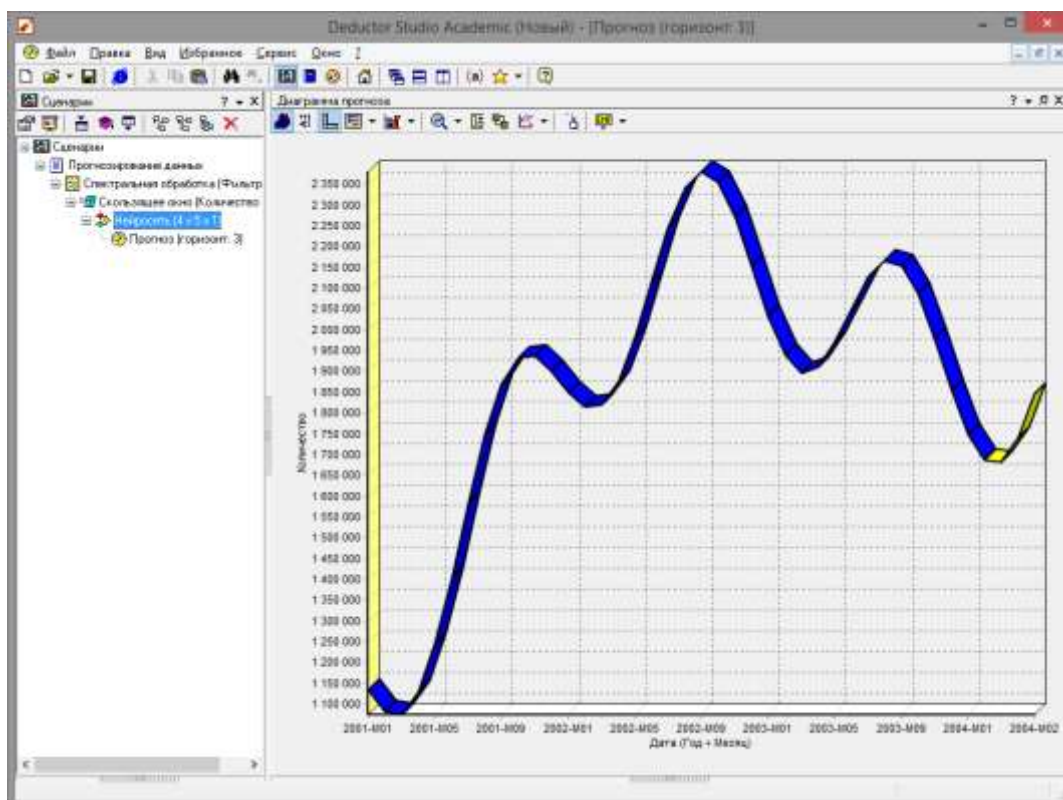 Deductor Studio Academic (Новый) - [Прогноз (горизонт: 3)]
Файл Правка Вид Избранное Сервис Окно ?
Сценарии
Диаграмма прогноза
Сценарии
Прогнозирование данных
Спектральная обработка (Фильтр
Скользящее окно (Количество
Нейросеть (4 x 5 x 1)
Прогноз (горизонт: 3)
2 350 000
2 300 000
2 250 000
2 200 000
2 150 000
2 100 000
2 050 000
2 000 000
1 950 000
1 900 000
1 850 000
1 800 000
1 750 000
1 700 000
1 650 000
1 600 000
1 550 000
1 500 000
1 450 000
1 400 000
1 350 000
1 300 000
1 250 000
1 200 000
1 150 000
1 100 000
Количество
2001-M01 2001-M05 2001-M09 2002-M01 2002-M05 2002-M09 2003-M01 2003-M05 2003-M09 2004-M01 2004-M02
Дата (Год + Месяц)